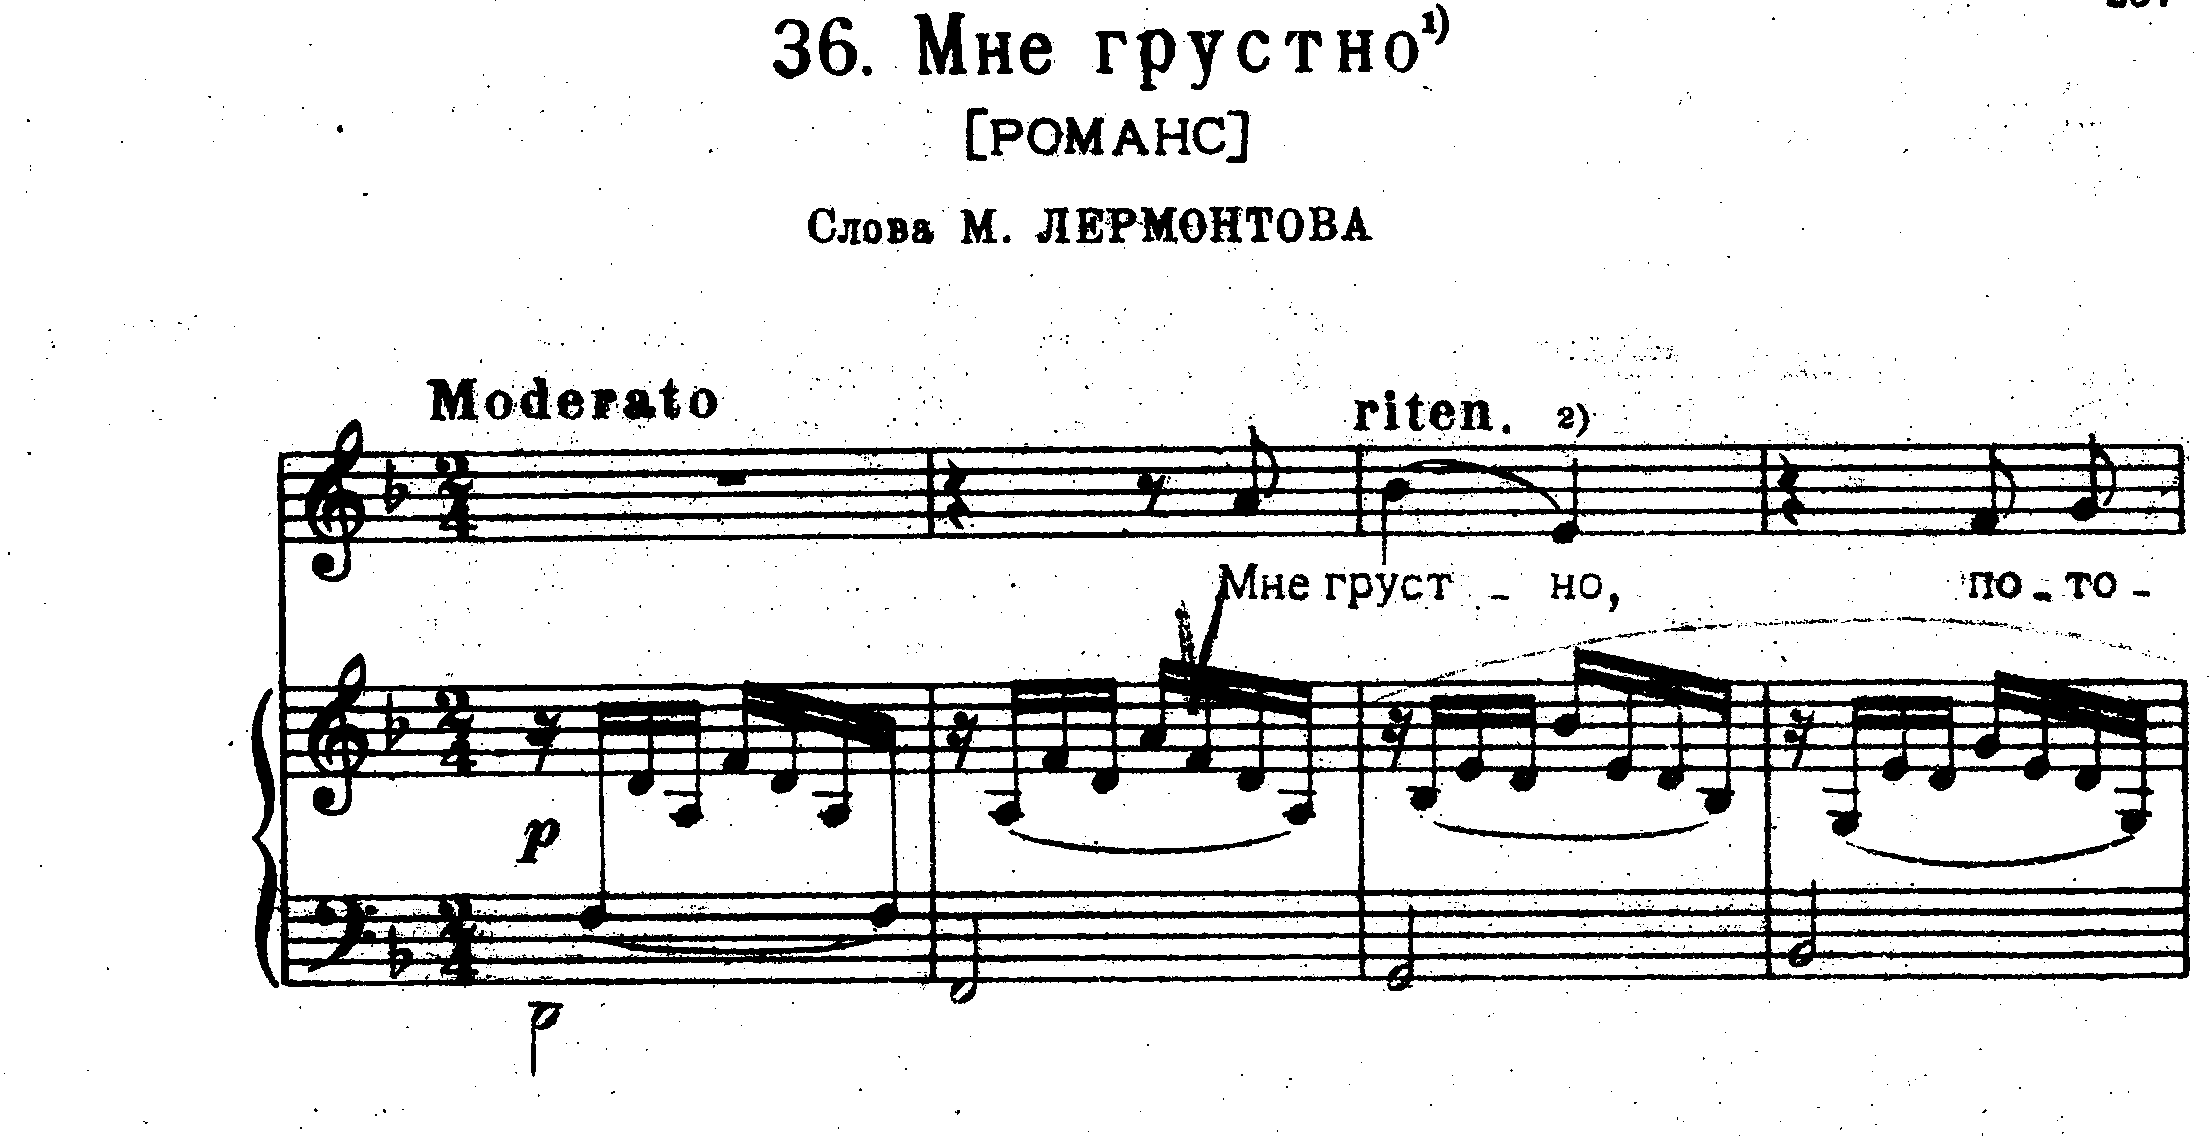 36. Мне грустно¹⁾
[РОМАНС]
Слова М. ЛЕРМОНТОВА
Moderato
riten. ²⁾
Мне груст - но, по - то -
p